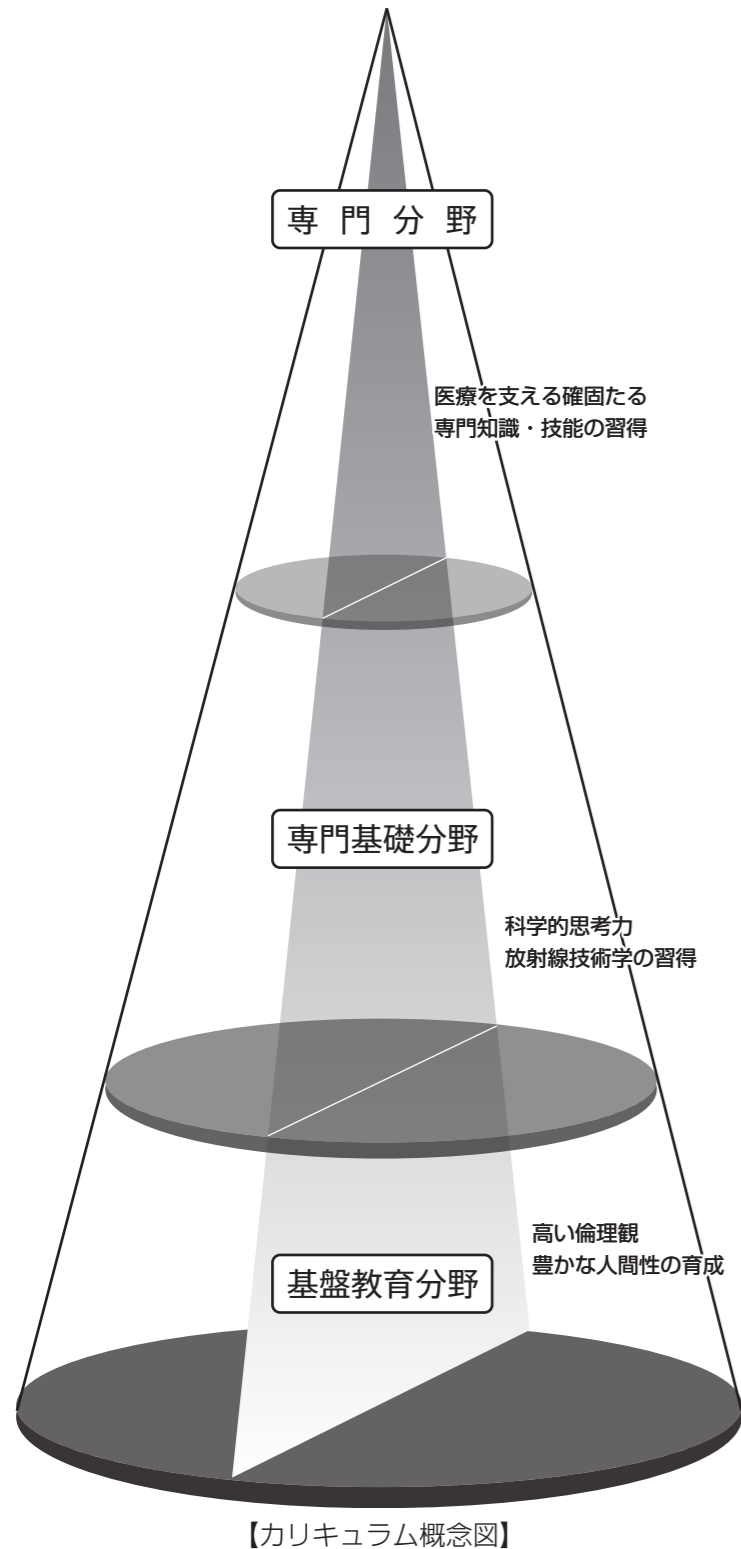 専門分野
医療を支える確固たる
専門知識・技能の習得
専門基礎分野
科学的思考力
放射線技術学の習得
高い倫理観
豊かな人間性の育成
基盤教育分野
【カリキュラム概念図】